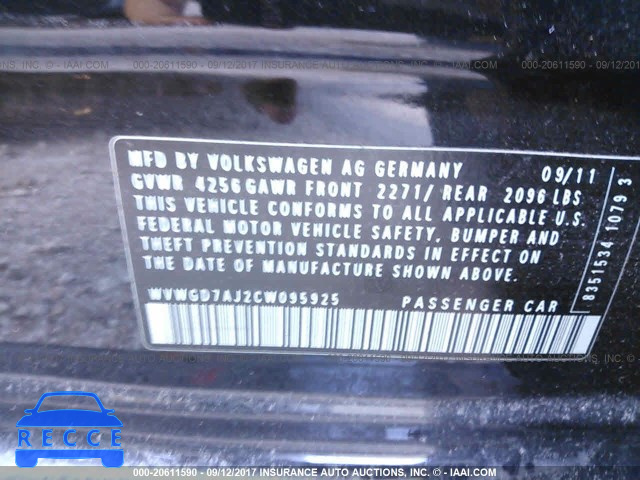 000-20611590 - 09/12/2017 INSURANCE AUTO AUCTIONS, INC. - © IAAI.COM
MFD BY VOLKSWAGEN AG GERMANY 09/11
GVWR 4256 GAWR FRONT 2271/ REAR 2096 LBS
THIS VEHICLE CONFORMS TO ALL APPLICABLE U.S.
FEDERAL MOTOR VEHICLE SAFETY, BUMPER AND
THEFT PREVENTION STANDARDS IN EFFECT ON
THE DATE OF MANUFACTURE SHOWN ABOVE.
WVWGD7AJ2CW095925 PASSENGER CAR
8351534 1079 3
RECCE
000-20611590 - 09/12/2017 INSURANCE AUTO AUCTIONS, INC. - © IAAI.COM